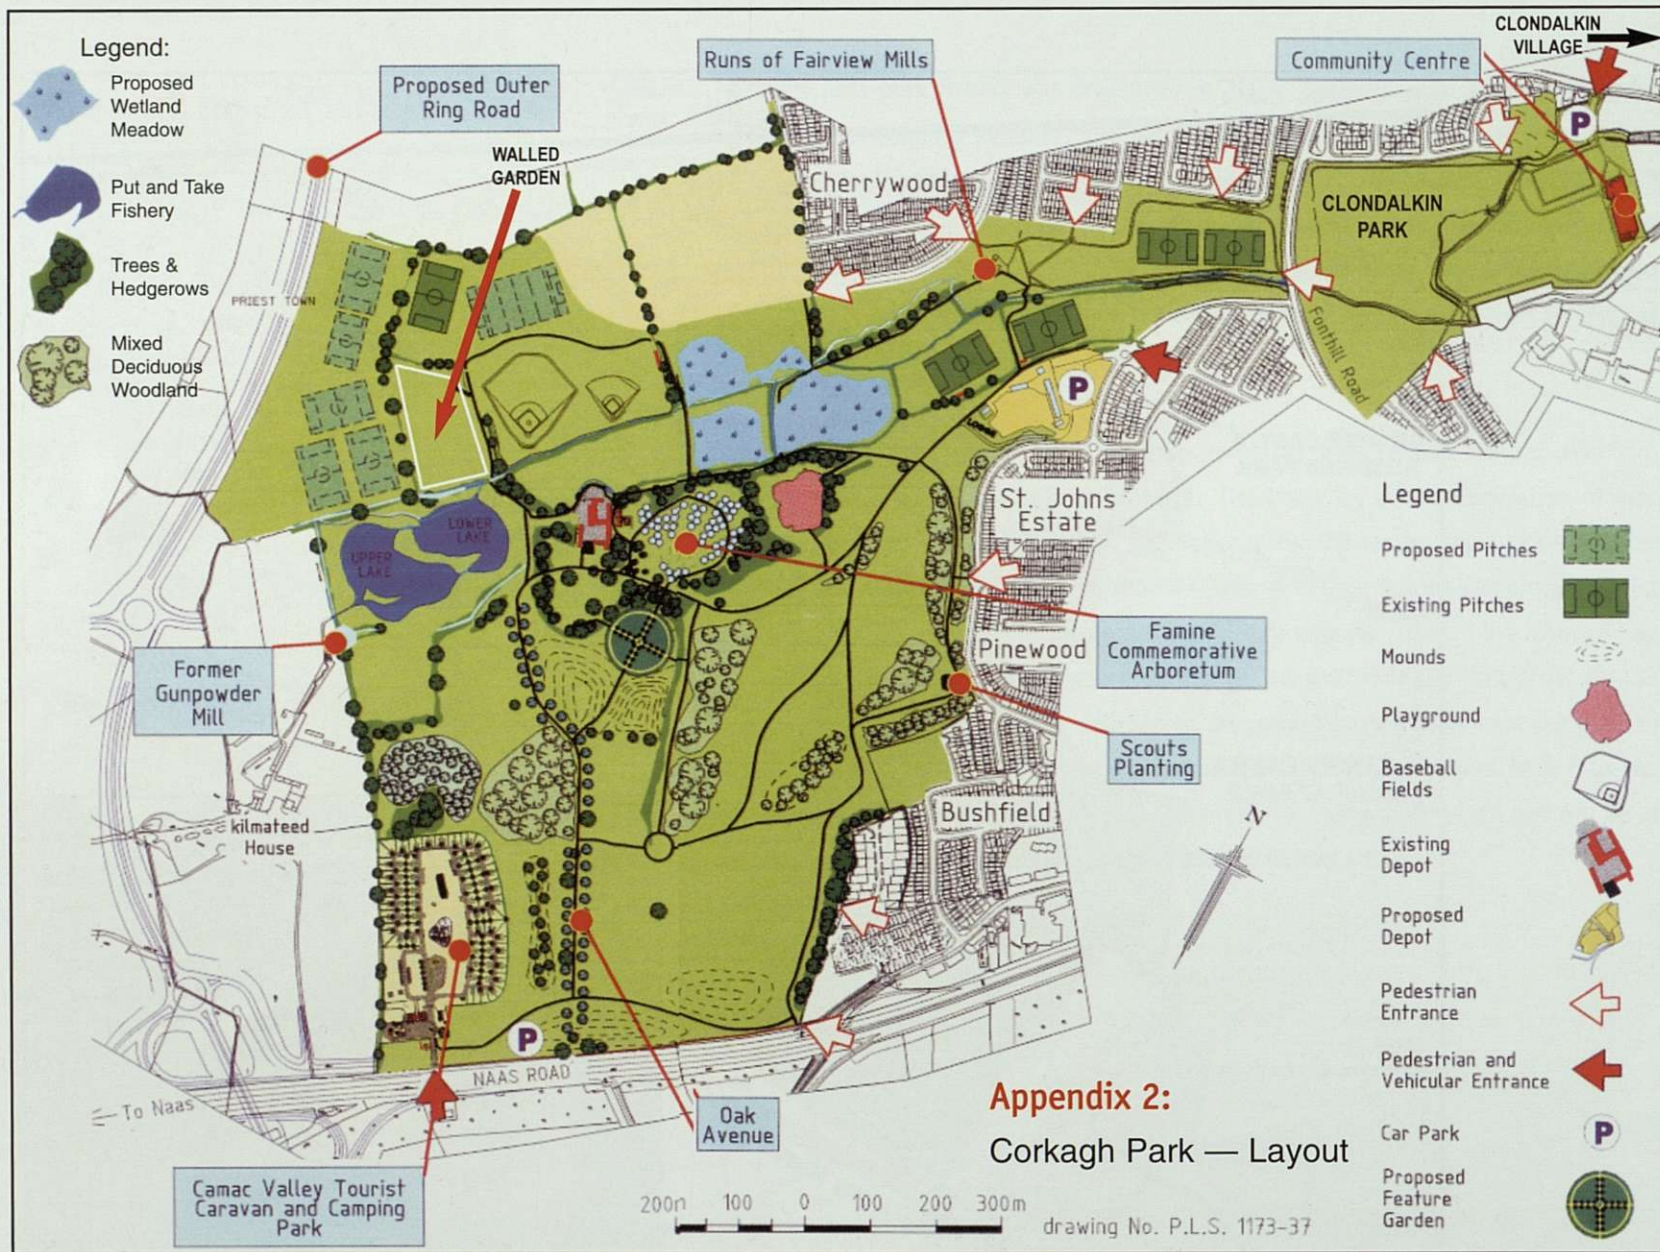 Legend:
Proposed
Wetland
Meadow
Put and Take
Fishery
Trees &
Hedgerows
Mixed
Deciduous
Woodland
Proposed Outer
Ring Road
WALLED
GARDEN
Runs of Fairview Mills
Community Centre
CLONDALKIN
VILLAGE
P
Cherrywood
CLONDALKIN
PARK
PRIEST TOWN
Fonthill Road
P
LODGE
LOWER
LAKE
UPPER
LAKE
St. Johns
Estate
Former
Gunpowder
Mill
Famine
Commemorative
Arboretum
Pinewood
Scouts
Planting
Bushfield
kilmateed
House
N
P
NAAS ROAD
To Naas
Oak
Avenue
Camac Valley Tourist
Caravan and Camping
Park
Appendix 2:
Corkagh Park — Layout
200n 100 0 100 200 300m
drawing No. P.L.S. 1173-37
Legend
Proposed Pitches
Existing Pitches
Mounds
Playground
Baseball
Fields
Existing
Depot
Proposed
Depot
Pedestrian
Entrance
Pedestrian and
Vehicular Entrance
Car Park
P
Proposed
Feature
Garden